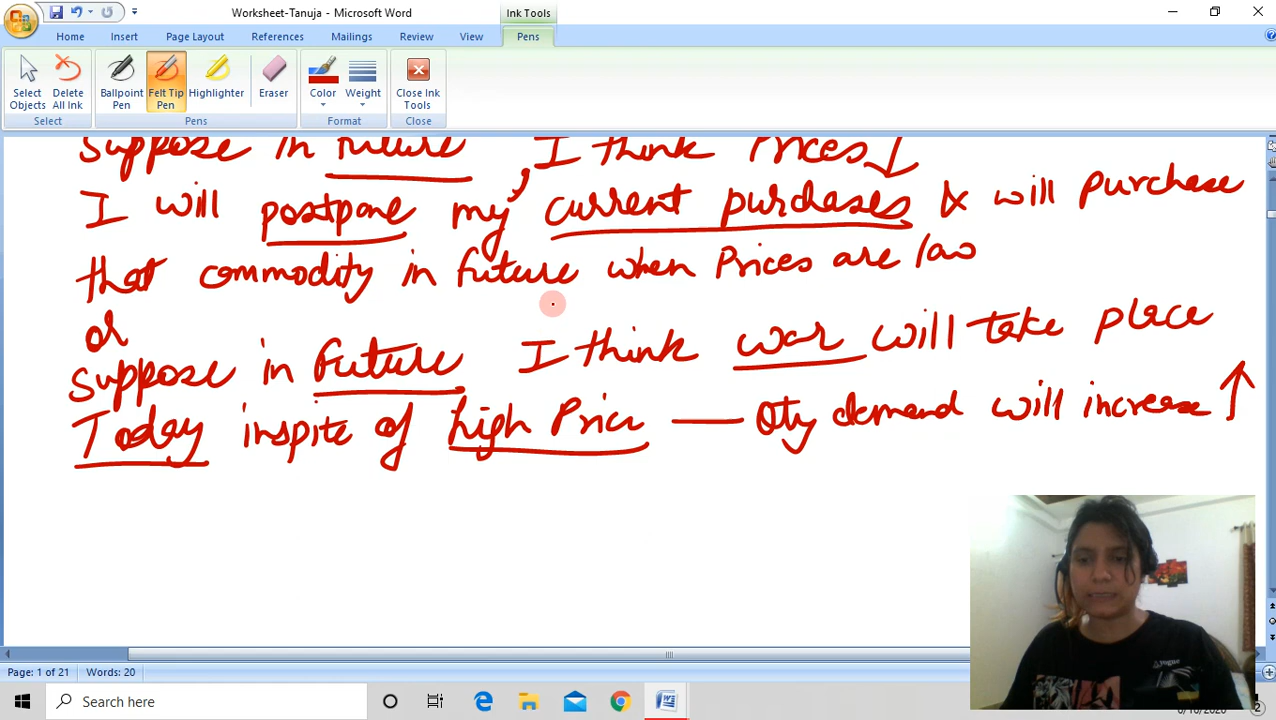 Worksheet-Tanuja - Microsoft Word
Ink Tools
Home Insert Page Layout References Mailings Review View Pens
Select Objects
Delete All Ink
Ballpoint Pen
Felt Tip Pen
Highlighter
Eraser
Color
Weight
Close Ink Tools
Select
Pens
Format
Close
Suppose in Future, I think Prices ↓
I will postpone my current purchases & will purchase
that commodity in future when Prices are low
or
Suppose in Future I think war will take place
Today inspite of high Price — Qty demand will increase ↑
vogue
Page: 1 of 21 Words: 20
Search here